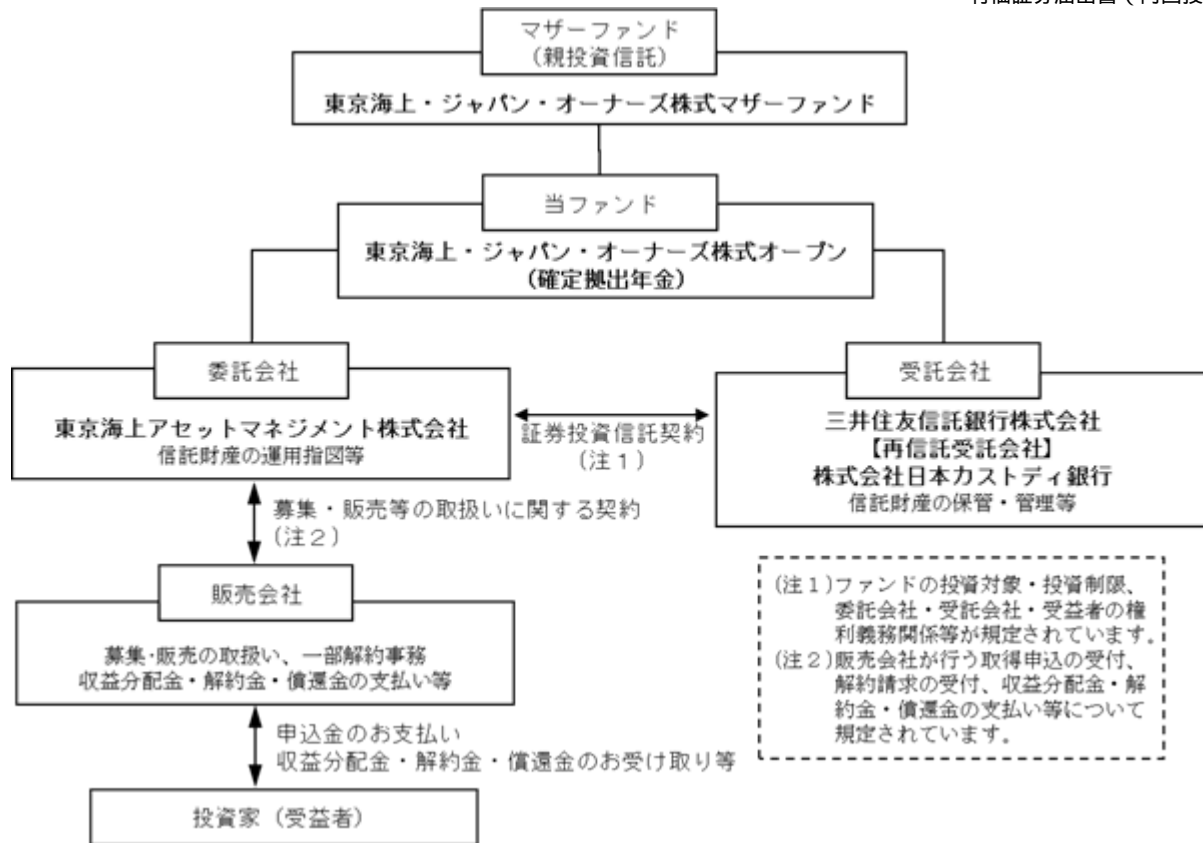 マザーファンド
（親投資信託）
東京海上・ジャパン・オーナーズ株式マザーファンド
当ファンド
東京海上・ジャパン・オーナーズ株式オープン
（確定拠出年金）
委託会社
東京海上アセットマネジメント株式会社
信託財産の運用指図等
証券投資信託契約
（注１）
受託会社
三井住友信託銀行株式会社
【再信託受託会社】
株式会社日本カストディ銀行
信託財産の保管・管理等
募集・販売等の取扱いに関する契約
（注２）
販売会社
募集・販売の取扱い、一部解約事務
収益分配金・解約金・償還金の支払い等
申込金のお支払い
収益分配金・解約金・償還金のお受け取り等
投資家（受益者）
(注１)ファンドの投資対象・投資制限、
委託会社・受託会社・受益者の権
利義務関係等が規定されています。
(注２)販売会社が行う取得申込の受付、
解約請求の受付、収益分配金・解
約金・償還金の支払い等について
規定されています。